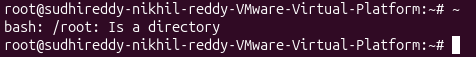 root@sudhireddy-nikhil-reddy-VMware-Virtual-Platform:~# ~
bash: /root: Is a directory
root@sudhireddy-nikhil-reddy-VMware-Virtual-Platform:~#